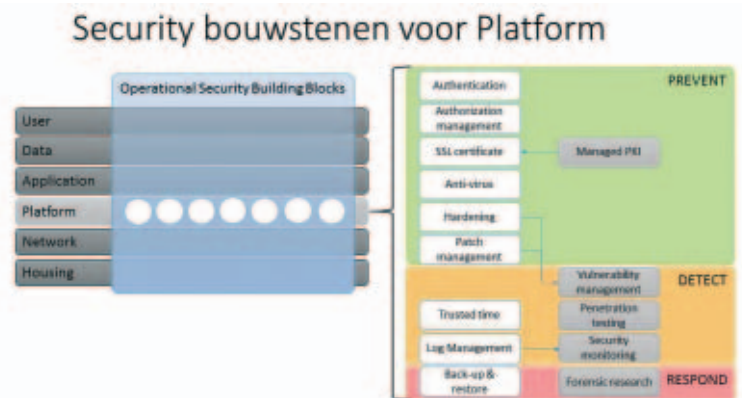 Security bouwstenen voor Platform
Operational Security Building Blocks
User
Data
Application
Platform
Network
Housing
PREVENT
Authentication
Authorization
management
SSL certificate
Managed PKI
Anti-virus
Hardening
Patch
management
DETECT
Vulnerability
management
Trusted time
Penetration
testing
Log Management
Security
monitoring
RESPOND
Back-up &
restore
Forensic research